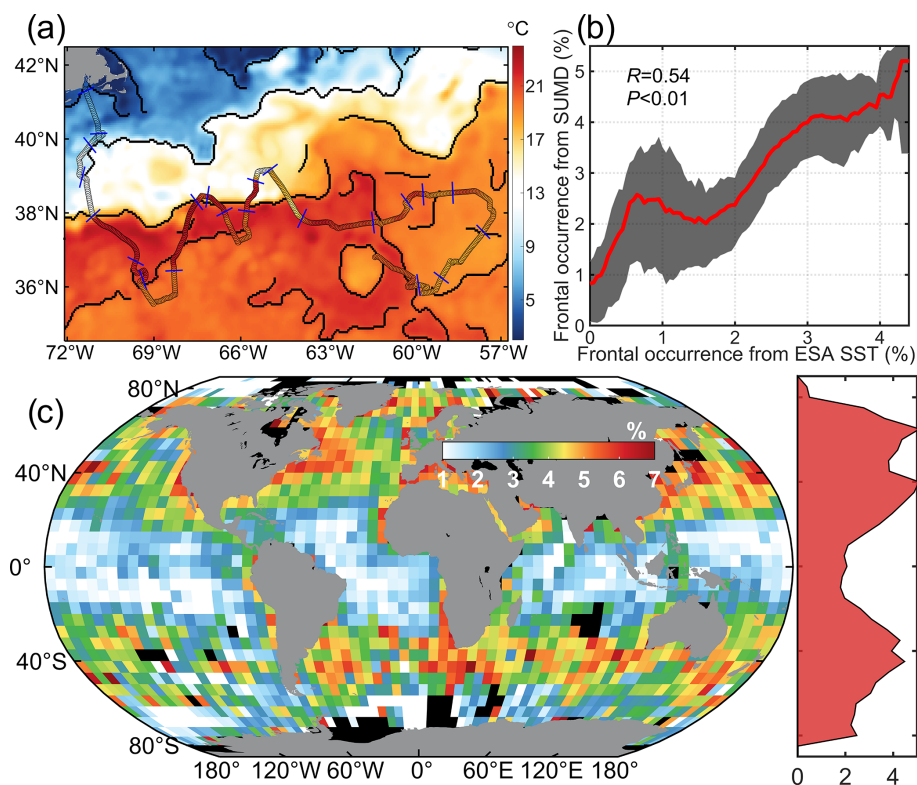 (a)
°C
42°N
40°N
38°N
36°N
72°W 69°W 66°W 63°W 60°W 57°W
21
17
13
9
5
(b)
R=0.54
P<0.01
Frontal occurrence from SUMD (%)
5
4
3
2
1
0
0 1 2 3 4
Frontal occurrence from ESA SST (%)
(c)
80°N
40°N
0°
40°S
80°S
%
1 2 3 4 5 6 7
180° 120°W 60°W 0° 60°E 120°E 180°
0 2 4